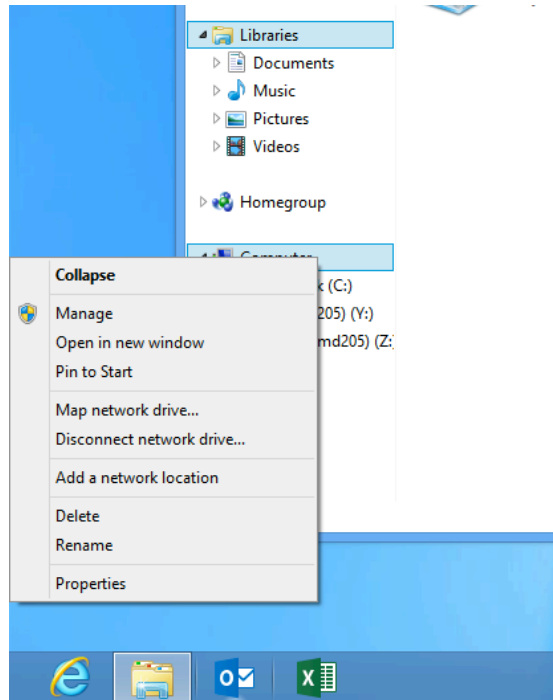 Libraries
Documents
Music
Pictures
Videos
Homegroup
Computer
(C:)
205) (Y:)
md205) (Z:
Collapse
Manage
Open in new window
Pin to Start
Map network drive...
Disconnect network drive...
Add a network location
Delete
Rename
Properties